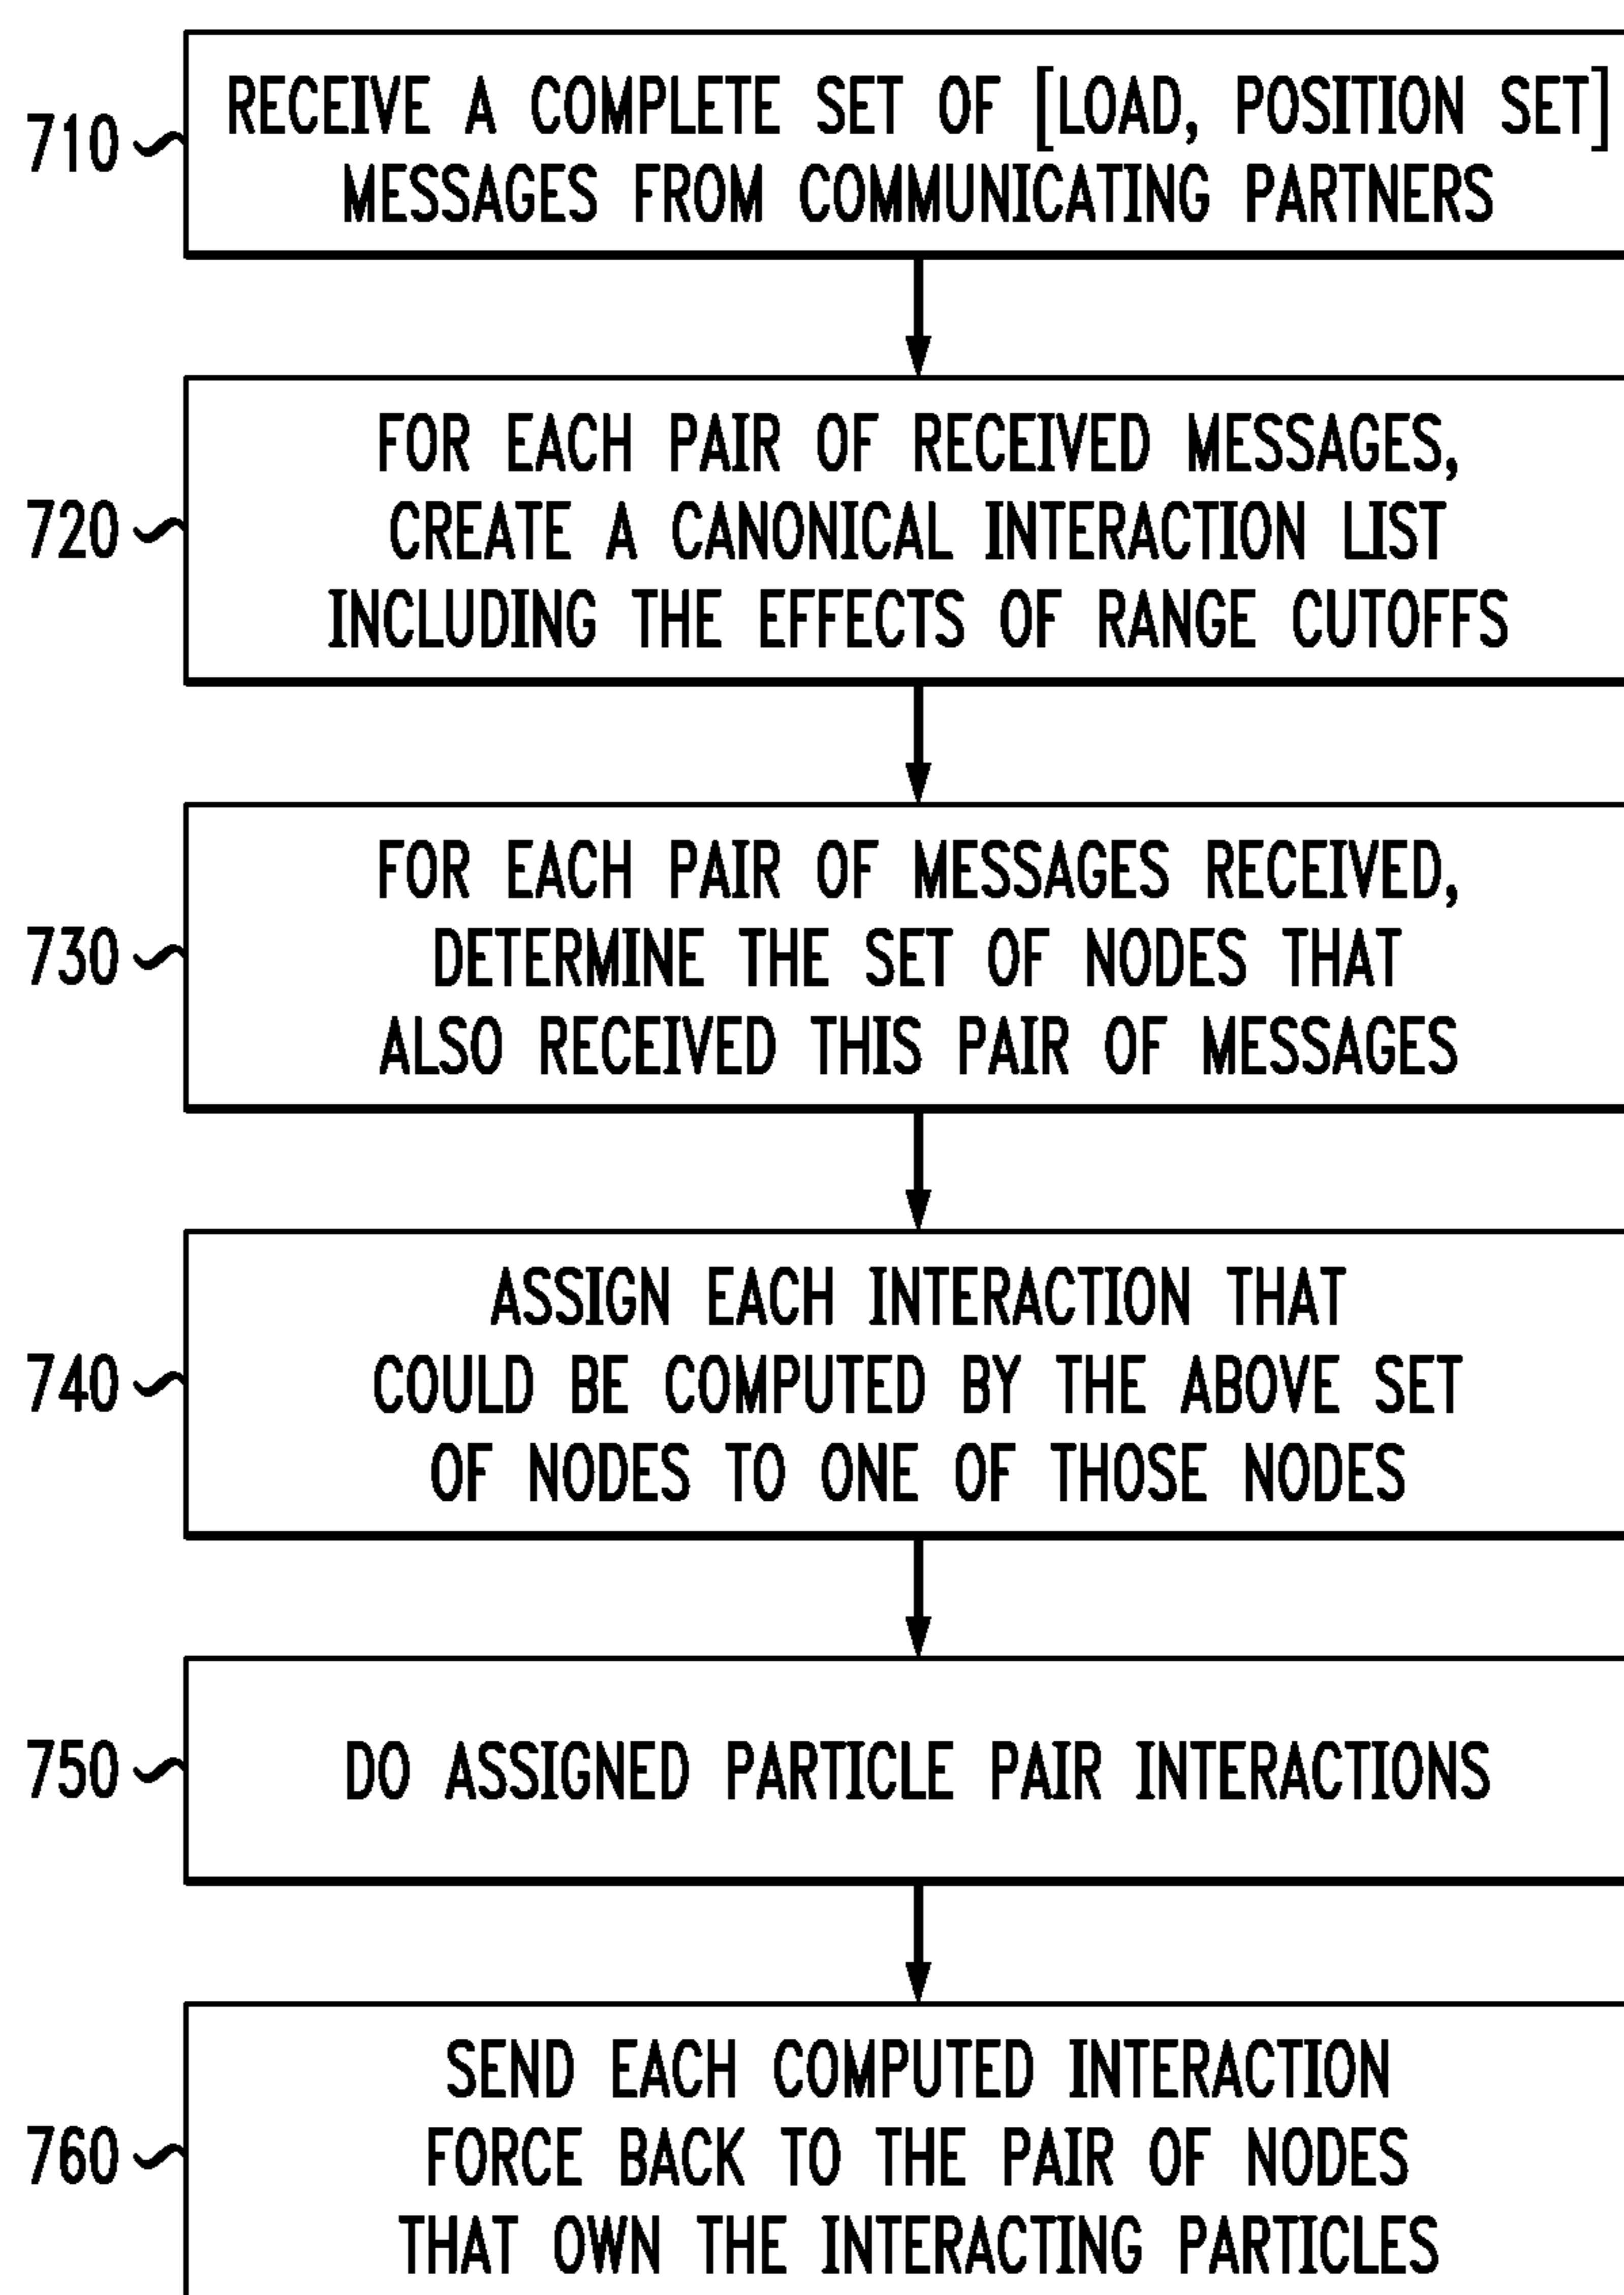 RECEIVE A COMPLETE SET OF [LOAD, POSITION SET]
710
MESSAGES FROM COMMUNICATING PARTNERS
FOR EACH PAIR OF RECEIVED MESSAGES,
720
CREATE A CANONICAL INTERACTION LIST
INCLUDING THE EFFECTS OF RANGE CUTOFFS
FOR EACH PAIR OF MESSAGES RECEIVED,
730
DETERMINE THE SET OF NODES THAT
ALSO RECEIVED THIS PAIR OF MESSAGES
ASSIGN EACH INTERACTION THAT
740
COULD BE COMPUTED BY THE ABOVE SET
OF NODES TO ONE OF THOSE NODES
750
DO ASSIGNED PARTICLE PAIR INTERACTIONS
SEND EACH COMPUTED INTERACTION
760
FORCE BACK TO THE PAIR OF NODES
THAT OWN THE INTERACTING PARTICLES